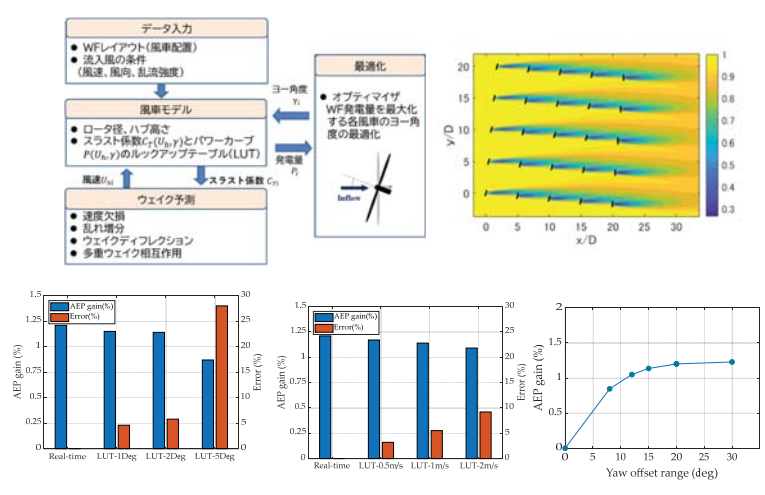 データ入力
● WFレイアウト(風車配置)
● 流入風の条件
(風速、風向、乱流強度)
風車モデル
● ロータ径、ハブ高さ
● スラスト係数C_T(U_h,γ)とパワーカーブ
P(U_h,γ)のルックアップテーブル(LUT)
風速U_hi
スラスト係数 C_Ti
ウェイク予測
● 速度欠損
● 乱れ増分
● ウェイクディフレクション
● 多重ウェイク相互作用
ヨー角度
γ_i
発電量
P_i
最適化
● オプティマイザ
WF発電量を最大化
する各風車のヨー角
度の最適化
Inflow
y/D
20
15
10
5
0
0 5 10 15 20 25 30
x/D
1
0.9
0.8
0.7
0.6
0.5
0.4
0.3
AEP gain (%)
1.5
1.25
1
0.75
0.5
0.25
0
AEP gain(%)
Error(%)
30
25
20
15
10
5
0
Error (%)
Real-time LUT-1Deg LUT-2Deg LUT-5Deg
AEP gain (%)
1.5
1.25
1
0.75
0.5
0.25
0
AEP gain(%)
Error(%)
30
25
20
15
10
5
0
Error (%)
Real-time LUT-0.5m/s LUT-1m/s LUT-2m/s
AEP gain (%)
2
1.5
1
0.5
0
0 5 10 15 20 25 30 35
Yaw offset range (deg)